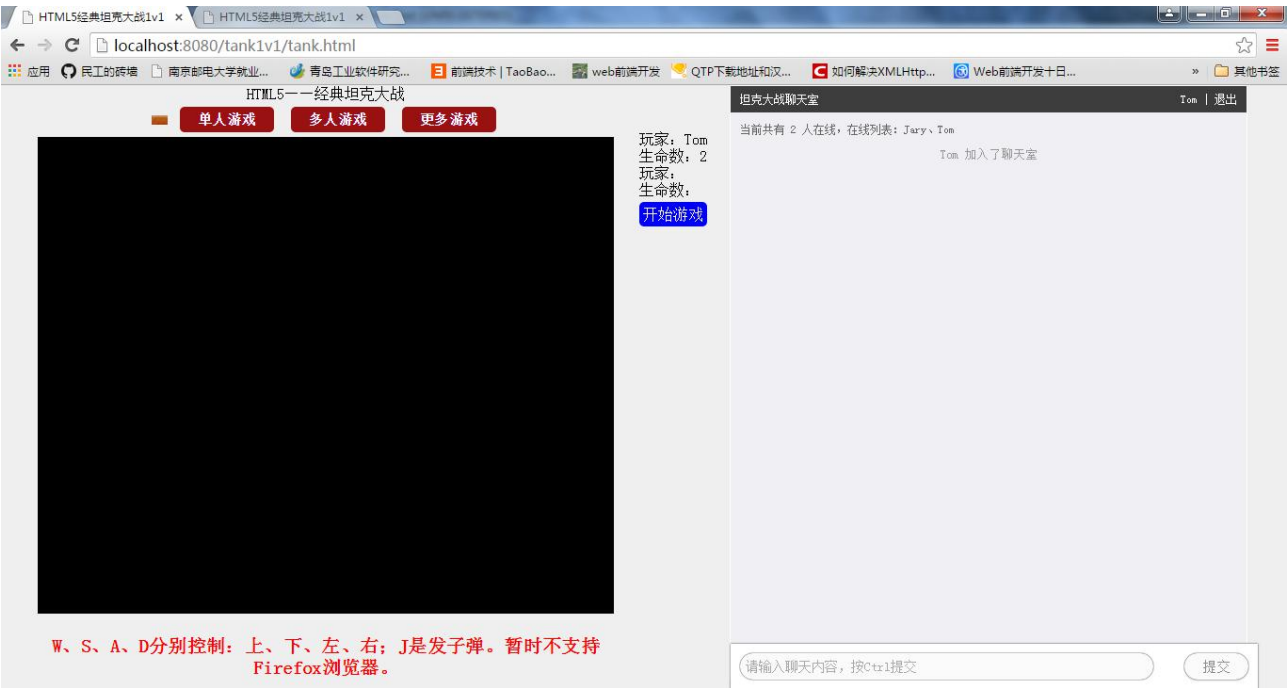 HTML5经典坦克大战1v1 × HTML5经典坦克大战1v1 ×
localhost:8080/tank1v1/tank.html
应用 民工的砖墙 南京邮电大学就业... 青岛工业软件研究... 前端技术 | TaoBao... web前端开发 QTP下载地址和汉... 如何解决XMLHttp... Web前端开发十日... » 其他书签
HTML5——经典坦克大战
单人游戏 多人游戏 更多游戏
玩家: Tom
生命数: 2
玩家:
生命数:
开始游戏
W、S、A、D分别控制: 上、下、左、右; J是发子弹。暂时不支持
Firefox浏览器。
坦克大战聊天室 Tom | 退出
当前共有 2 人在线, 在线列表: Jary、Tom
Tom 加入了聊天室
请输入聊天内容, 按Ctrl提交 提交